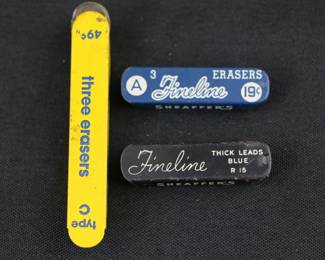 49¢
N
three erasers
type
C
3 ERASERS
A Fineline 19¢
SHEAFFER'S
Fineline
THICK LEADS
BLUE
R 15
SHEAFFER'S